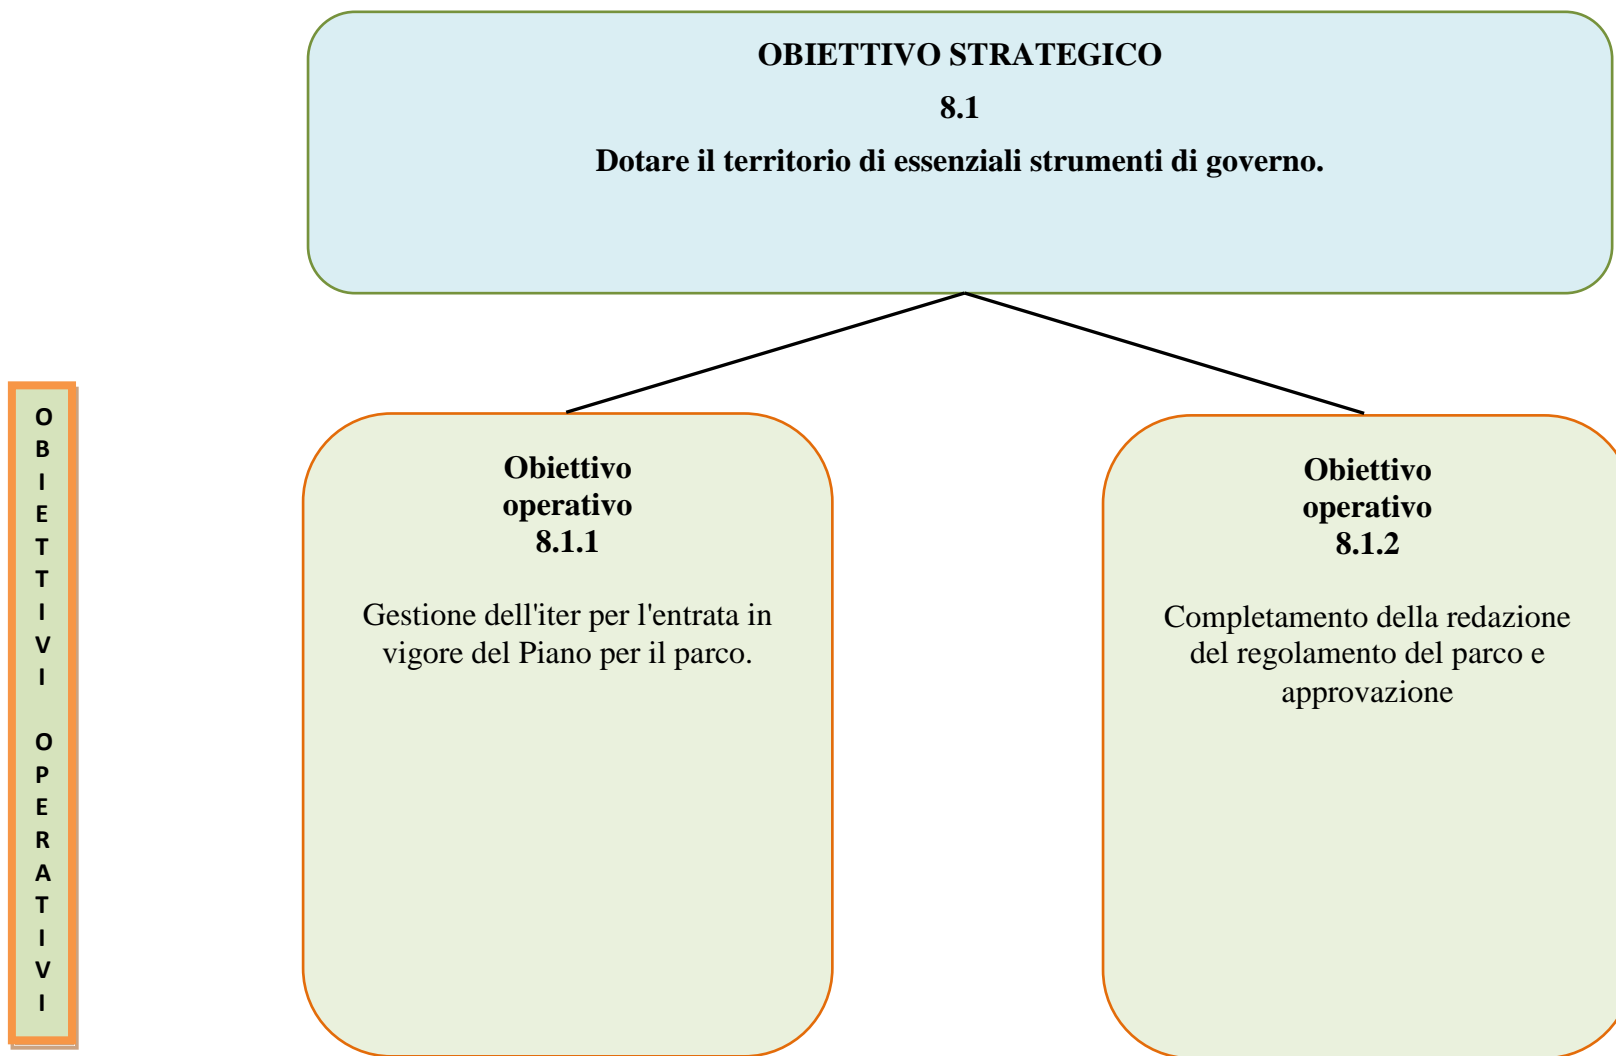 OBIETTIVO STRATEGICO
8.1
Dotare il territorio di essenziali strumenti di governo.
OBIETTIVI OPERATIVI
Obiettivo
operativo
8.1.1
Gestione dell'iter per l'entrata in
vigore del Piano per il parco.
Obiettivo
operativo
8.1.2
Completamento della redazione
del regolamento del parco e
approvazione